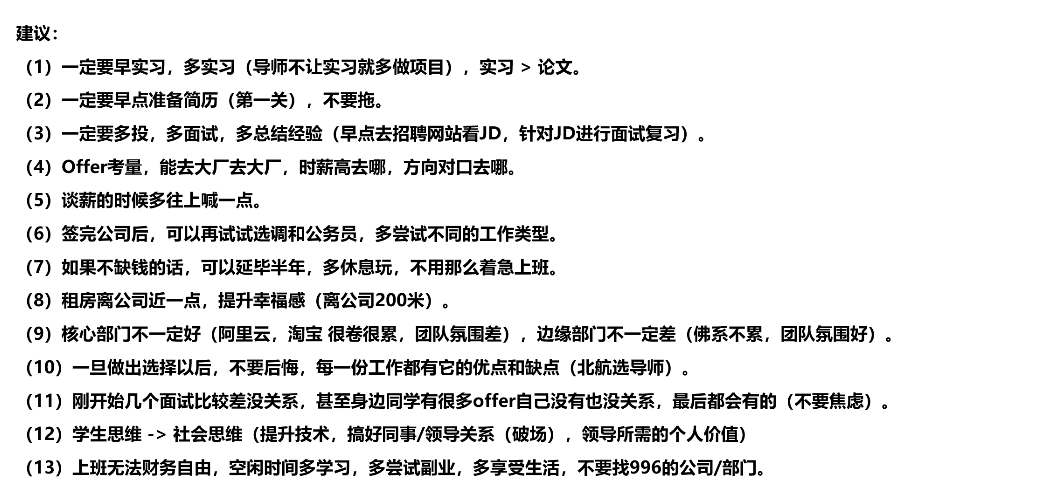 建议：
（1）一定要早实习，多实习（导师不让实习就多做项目），实习 > 论文。
（2）一定要早点准备简历（第一关），不要拖。
（3）一定要多投，多面试，多总结经验（早点去招聘网站看JD，针对JD进行面试复习）。
（4）Offer考量，能去大厂去大厂，时薪高去哪，方向对口去哪。
（5）谈薪的时候多往上喊一点。
（6）签完公司后，可以再试试选调和公务员，多尝试不同的工作类型。
（7）如果不缺钱的话，可以延毕半年，多休息玩，不用那么着急上班。
（8）租房离公司近一点，提升幸福感（离公司200米）。
（9）核心部门不一定好（阿里云，淘宝 很卷很累，团队氛围差），边缘部门不一定差（佛系不累，团队氛围好）。
（10）一旦做出选择以后，不要后悔，每一份工作都有它的优点和缺点（北航选导师）。
（11）刚开始几个面试比较差没关系，甚至身边同学有很多offer自己没有也没关系，最后都会有的（不要焦虑）。
（12）学生思维 -> 社会思维（提升技术，搞好同事/领导关系（破场），领导所需的个人价值）
（13）上班无法财务自由，空闲时间多学习，多尝试副业，多享受生活，不要找996的公司/部门。